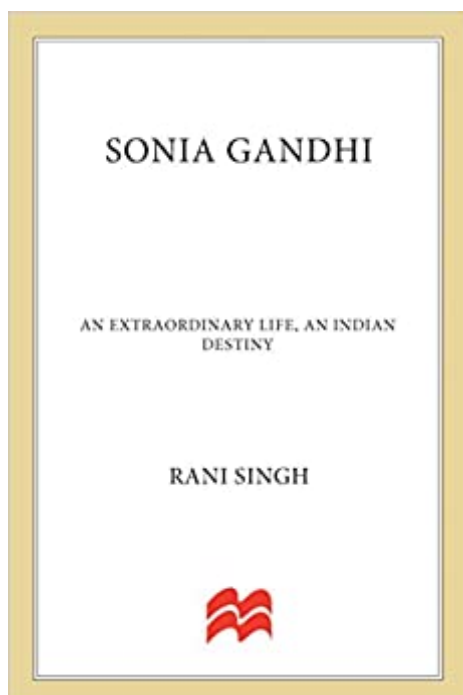 SONIA GANDHI
AN EXTRAORDINARY LIFE, AN INDIAN
DESTINY
RANI SINGH